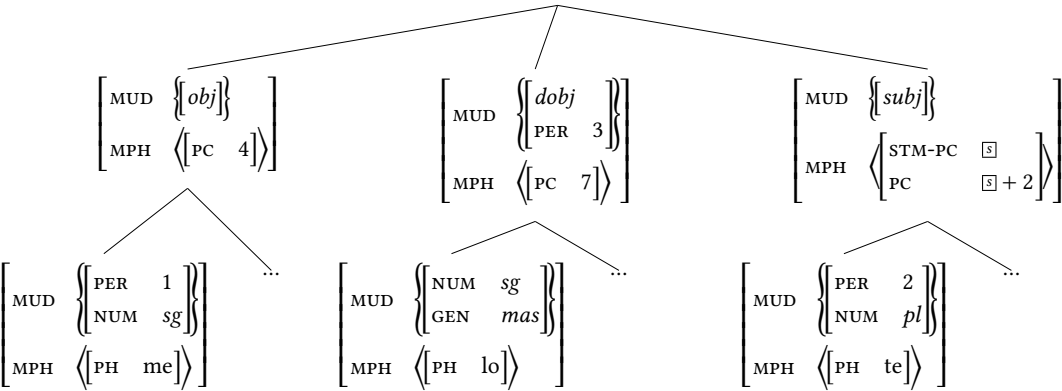 MUD {[obj]}
MPH ⟨[PC 4]⟩
MUD {[dobj
PER 3]}
MPH ⟨[PC 7]⟩
MUD {[subj]}
MPH ⟨[STM-PC s
PC s + 2]⟩
MUD {[PER 1
NUM sg]}
MPH ⟨[PH me]⟩
...
MUD {[NUM sg
GEN mas]}
MPH ⟨[PH lo]⟩
...
MUD {[PER 2
NUM pl]}
MPH ⟨[PH te]⟩
...